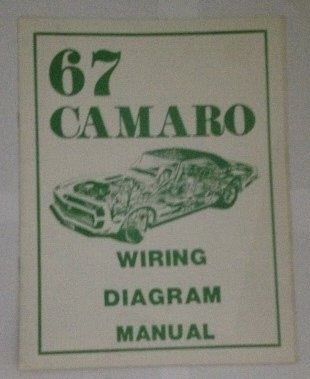 67
CAMARO
WIRING
DIAGRAM
MANUAL